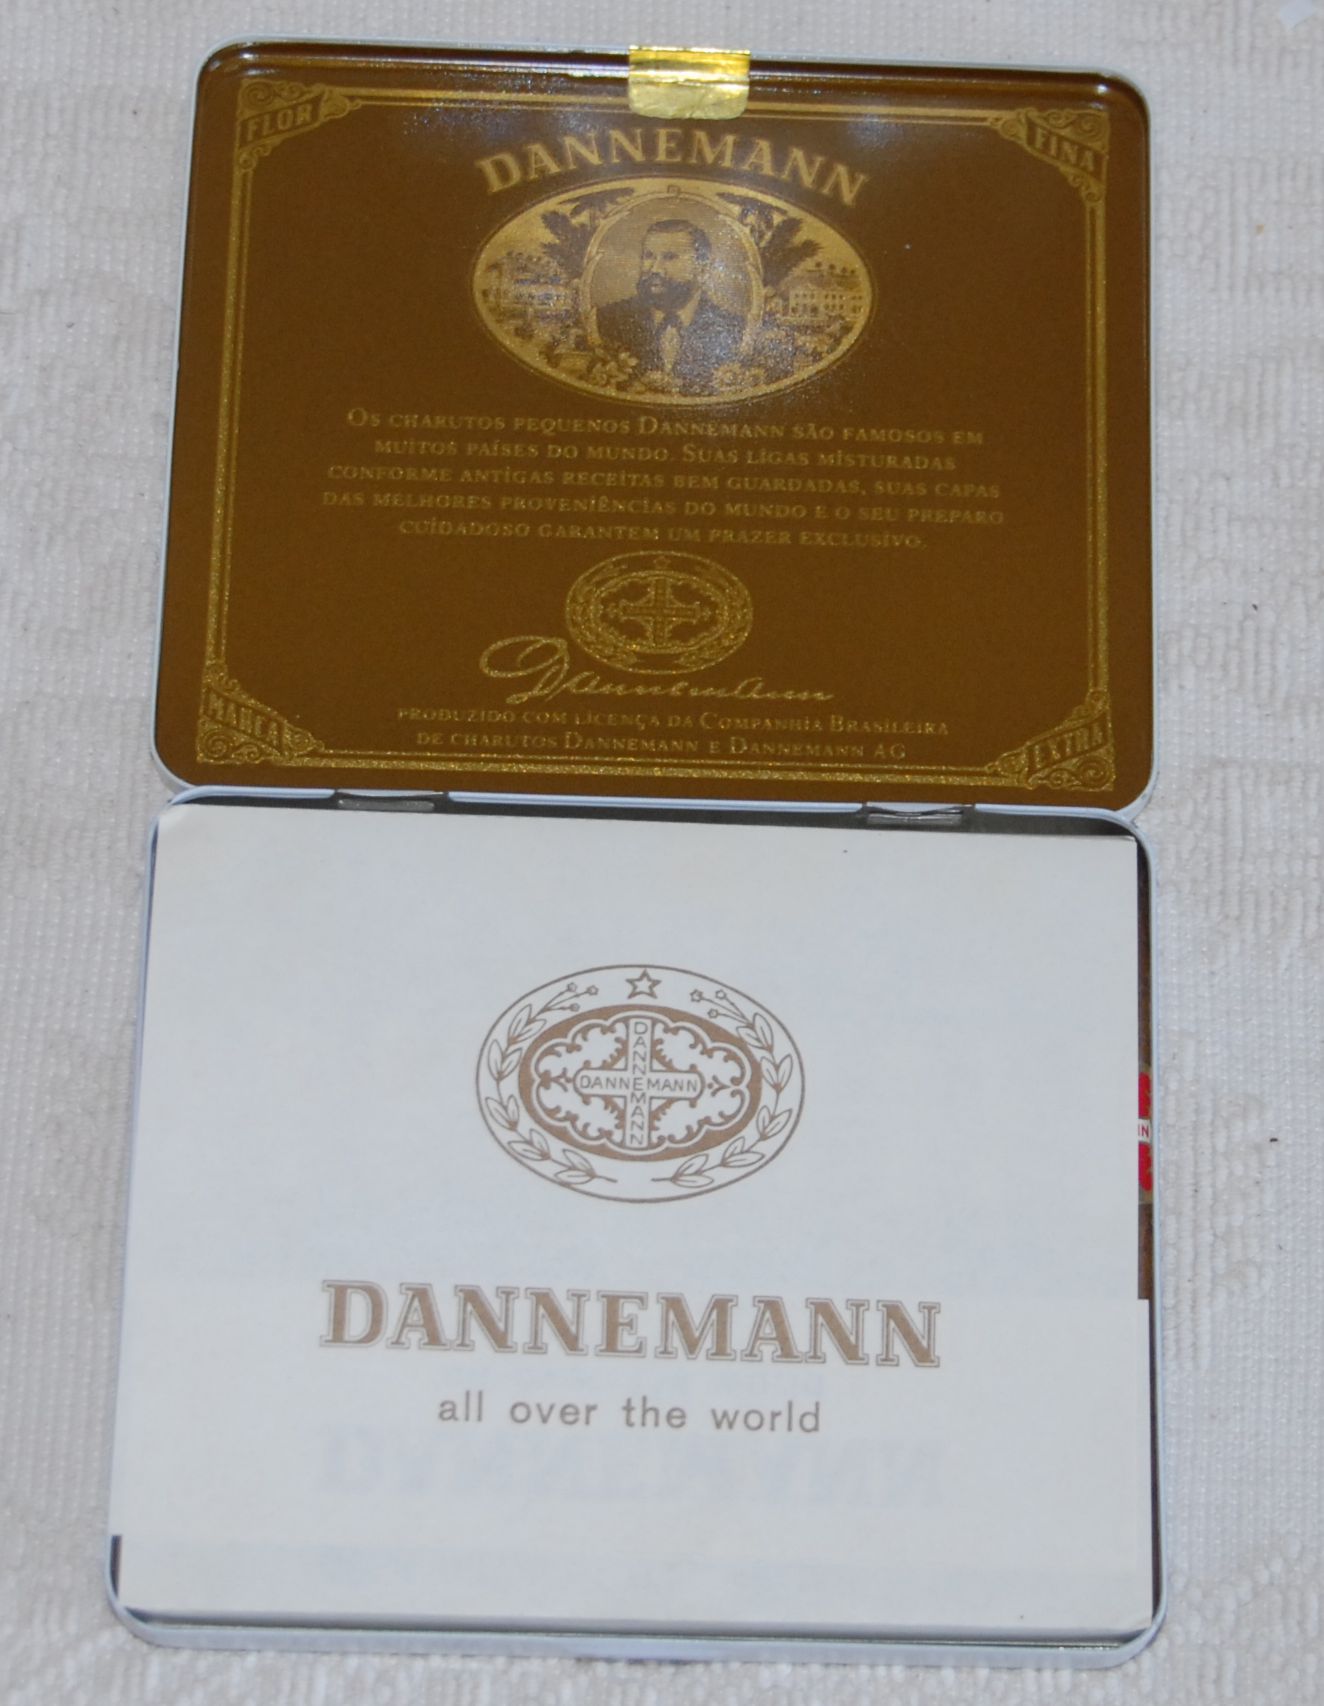 FLOR
FINA
DANNEMANN
Os charutos pequenos Dannemann são famosos em
muitos países do mundo. Suas ligas misturadas
conforme antigas receitas bem guardadas, suas capas
das melhores proveniências do mundo e o seu preparo
cuidadoso garantem um prazer exclusivo.
Dannemann
produzido com licença da Companhia Brasileira
de charutos Dannemann e Dannemann AG
MARCA
EXTRA
DANNEMANN
DANNEMANN
IN
DANNEMANN
all over the world